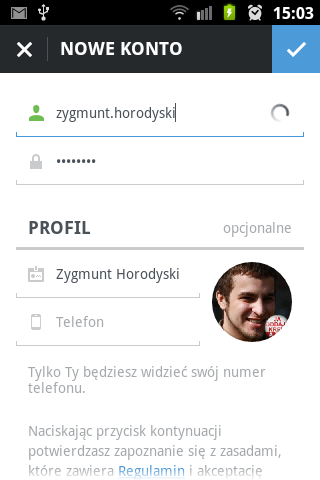 15:03
NOWE KONTO
zygmunt.horodyski
••••••••
PROFIL opcjonalne
Zygmunt Horodyski
Telefon
Tylko Ty będziesz widzieć swój numer
telefonu.
Naciskając przycisk kontynuacji
potwierdzasz zapoznanie się z zasadami,
które zawiera Regulamin i akceptację